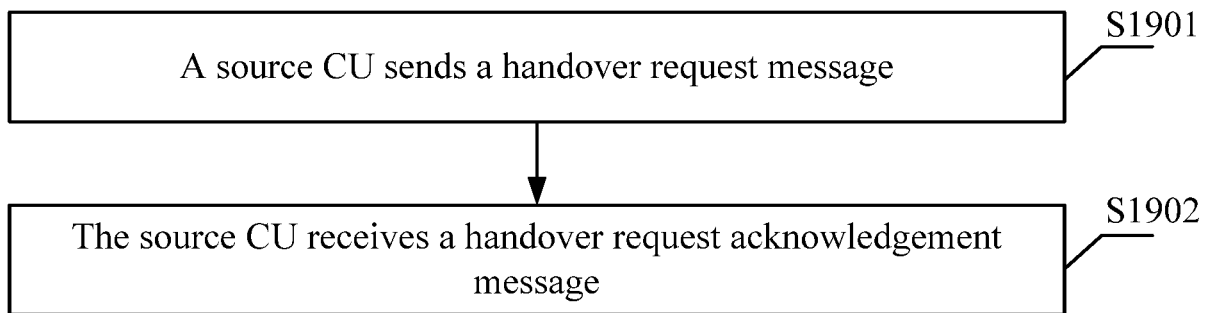 S1901
A source CU sends a handover request message
S1902
The source CU receives a handover request acknowledgement
message